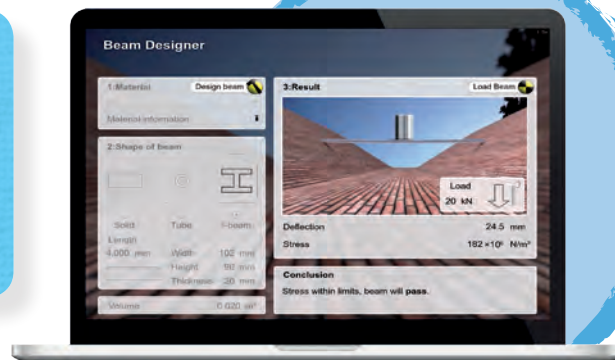 Beam Designer
1:Material
Design beam
Material information
2:Shape of beam
Solid Tube I-beam
Length
4,000 mm Width 102 mm
Height 90 mm
Thickness 20 mm
Volume 0.020 m³
3:Result
Load Beam
Load
20 kN
Deflection 24.5 mm
Stress 182 ×10⁶ N/m²
Conclusion
Stress within limits, beam will pass.